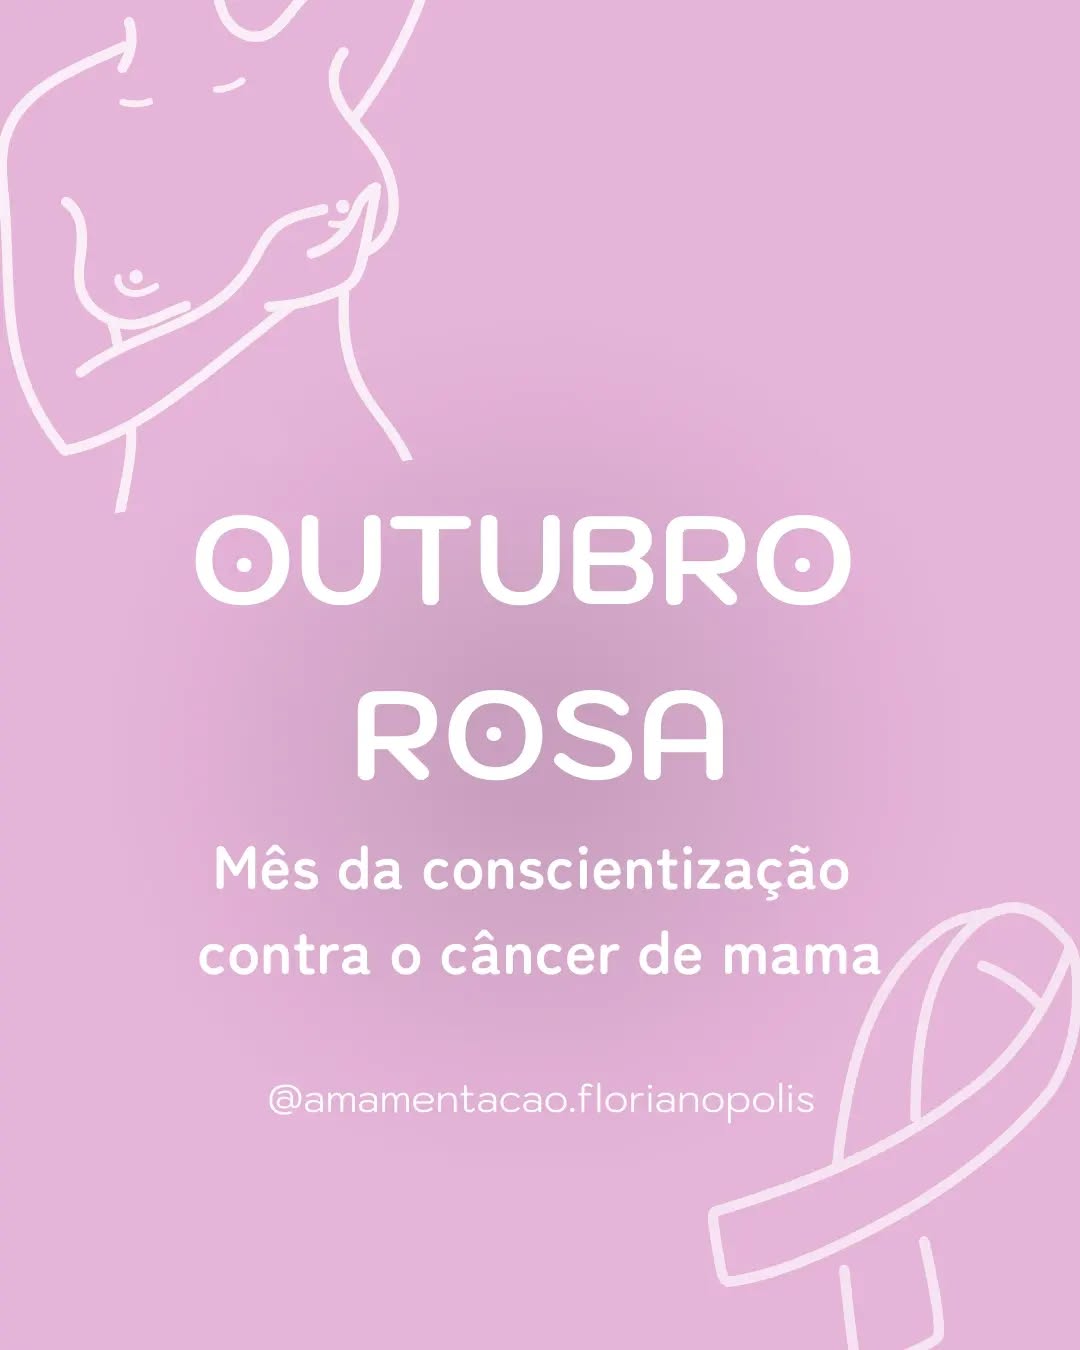 OUTUBRO
ROSA
Mês da conscientização
contra o câncer de mama
@amamentacao.florianopolis